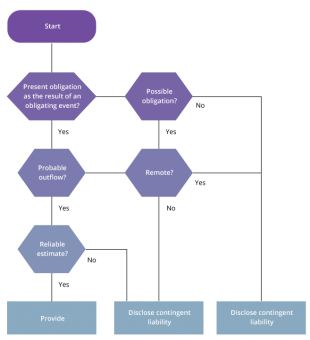 Start
Present obligation
as the result of an
obligating event?
Possible
obligation?
No
Yes
Yes
Probable
outflow?
Remote?
Yes
Yes
No
Reliable
estimate?
No
Yes
Provide
Disclose contingent
liability
Disclose contingent
liability